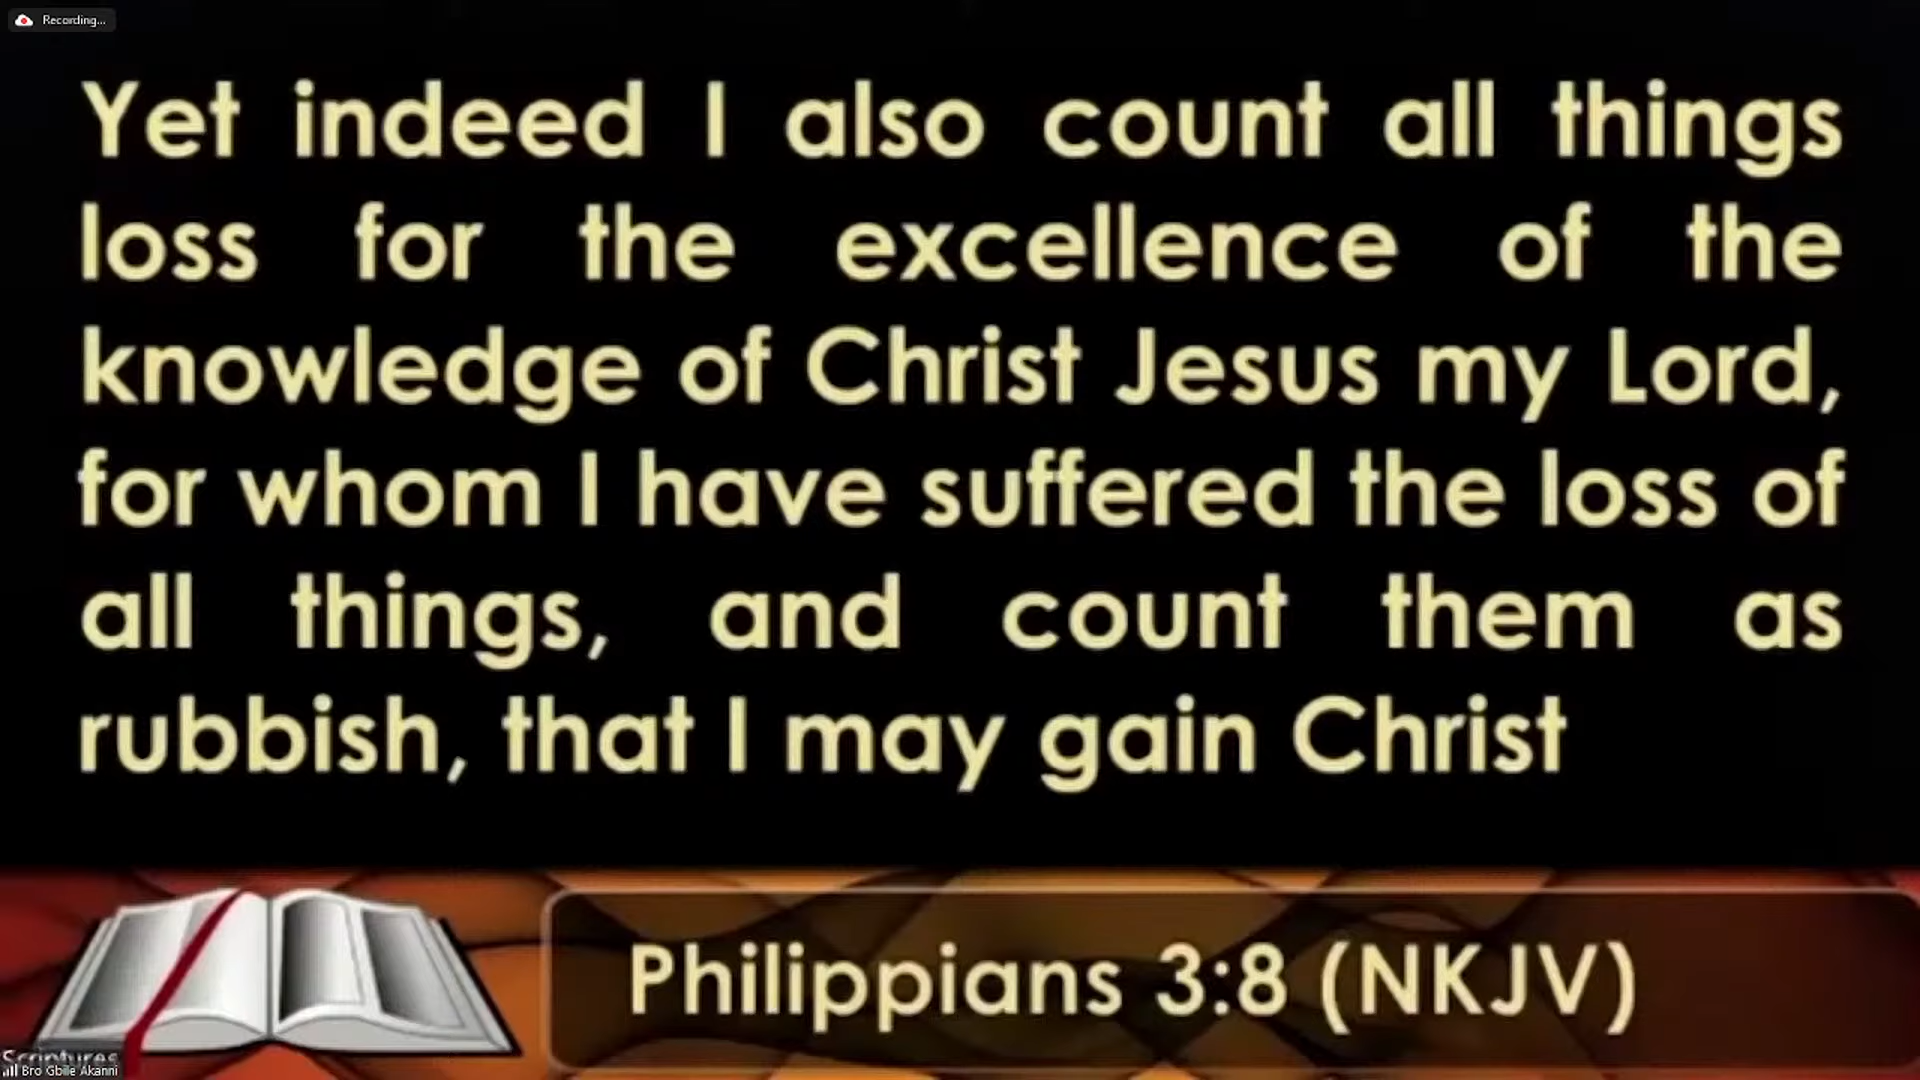 Recording...
Yet indeed I also count all things
loss for the excellence of the
knowledge of Christ Jesus my Lord,
for whom I have suffered the loss of
all things, and count them as
rubbish, that I may gain Christ
Philippians 3:8 (NKJV)
Scriptures
Bro Gbile Akanni